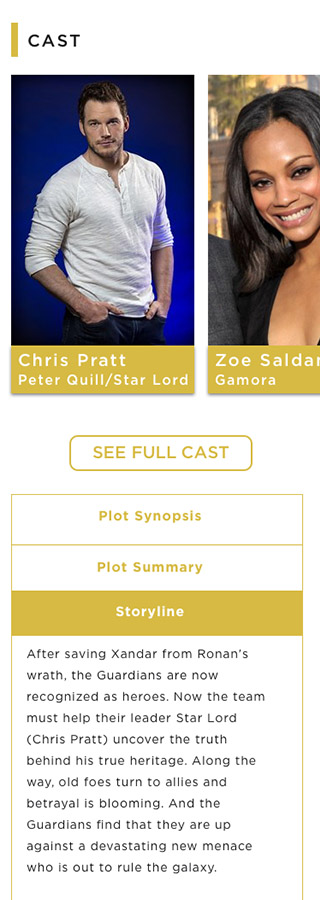 CAST
Chris Pratt
Peter Quill/Star Lord
Zoe
Gamora
SEE FULL CAST
Plot Synopsis
Plot Summary
Storyline
After saving Xandar from Ronan's
wrath, the Guardians are now
recognized as heroes. Now the team
must help their leader Star Lord
(Chris Pratt) uncover the truth
behind his true heritage. Along the
way, old foes turn to allies and
betrayal is blooming. And the
Guardians find that they are up
against a devastating new menace
who is out to rule the galaxy.